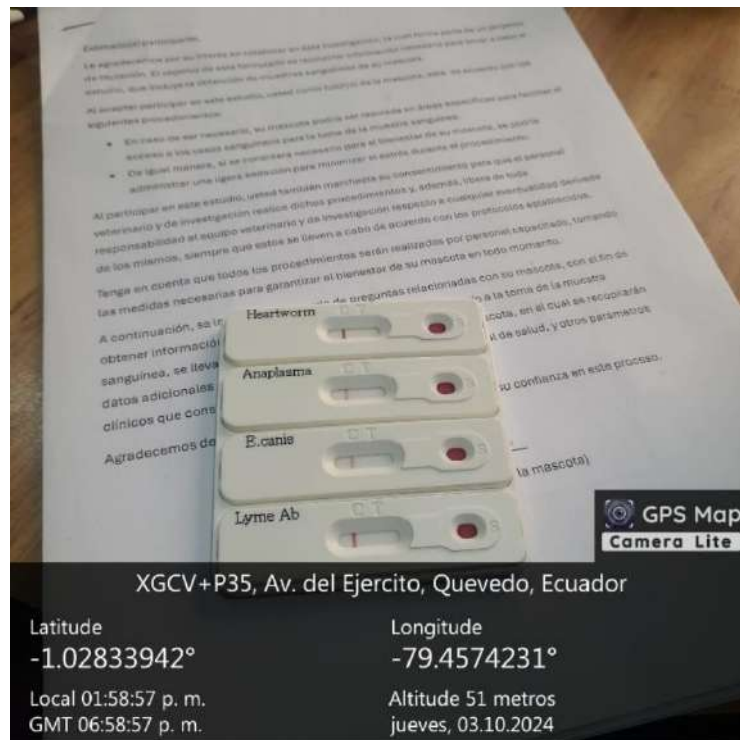 Estimado(a) participante,
Le agradecemos por su interés en colaborar en esta investigación, la cual forma parte de un proyecto
de titulación. El objetivo de este formulario es recolectar información necesaria para llevar a cabo el
estudio, que incluye la obtención de muestras sanguíneas de su mascota.
Al aceptar participar en este estudio, usted como tutor(a) de la mascota, está de acuerdo con los
siguientes procedimientos:
• En caso de ser necesario, su mascota podría ser rasurada en áreas específicas para facilitar el
acceso a los vasos sanguíneos para la toma de la muestra sanguínea.
• De igual manera, si se considera necesario para el bienestar de su mascota, se podría
administrar una ligera sedación para minimizar el estrés durante el procedimiento.
Al participar en este estudio, usted también manifiesta su consentimiento para que el personal
veterinario y de investigación realice dichos procedimientos y, además, libera de toda
responsabilidad al equipo veterinario y de investigación respecto a cualquier eventualidad derivada
de los mismos, siempre que estos se lleven a cabo de acuerdo con los protocolos establecidos.
Tenga en cuenta que todos los procedimientos serán realizados por personal capacitado, tomando
las medidas necesarias para garantizar el bienestar de su mascota en todo momento.
A continuación, se le de preguntas relacionadas con su mascota, con el fin de
obtener información a la toma de la muestra
sanguínea, se lleva cota, en el cual se recopilarán
datos adicionales de salud, y otros parámetros
clínicos que cons
Agradecemos de su confianza en este proceso.
la mascota)
Heartworm
C T
S
Anaplasma
C T
S
E.canis
C T
S
Lyme Ab
C T
S
GPS Map
Camera Lite
XGCV+P35, Av. del Ejercito, Quevedo, Ecuador
Latitude
-1.02833942°
Longitude
-79.4574231°
Local 01:58:57 p. m.
GMT 06:58:57 p. m.
Altitude 51 metros
jueves, 03.10.2024